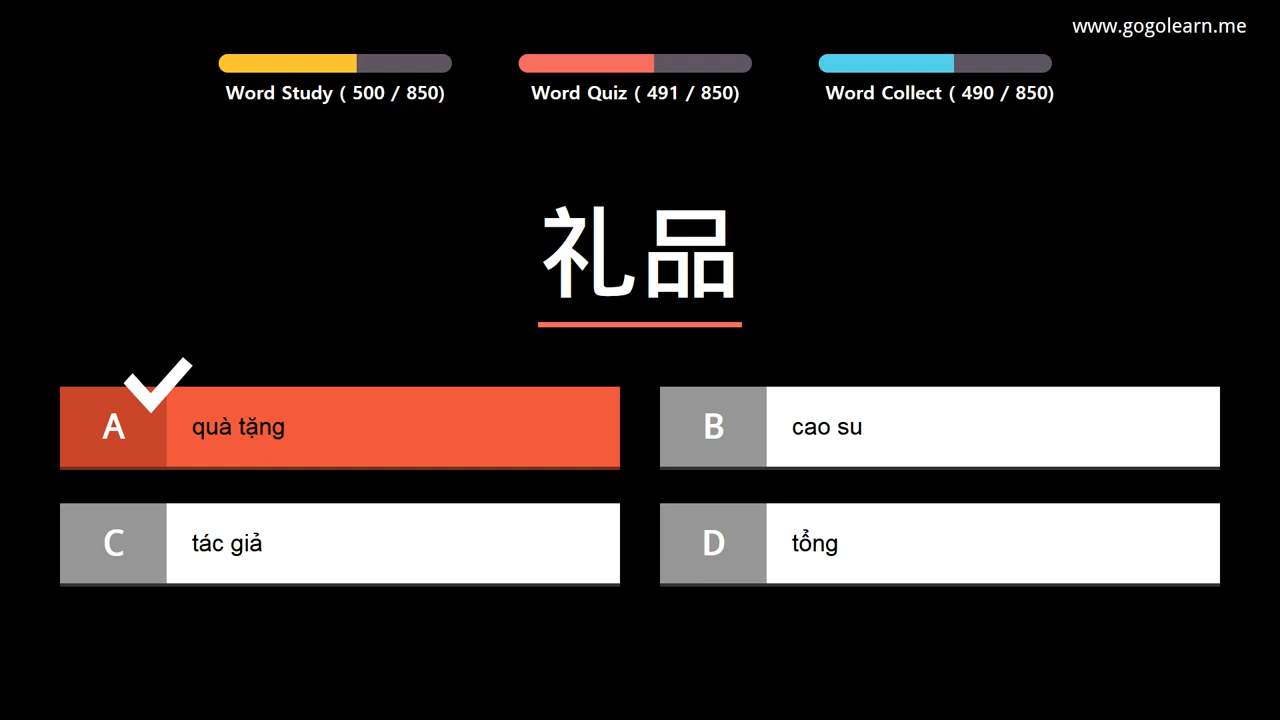 www.gogolearn.me
Word Study ( 500 / 850)
Word Quiz ( 491 / 850)
Word Collect ( 490 / 850)
礼品
A quà tặng
B cao su
C tác giả
D tổng